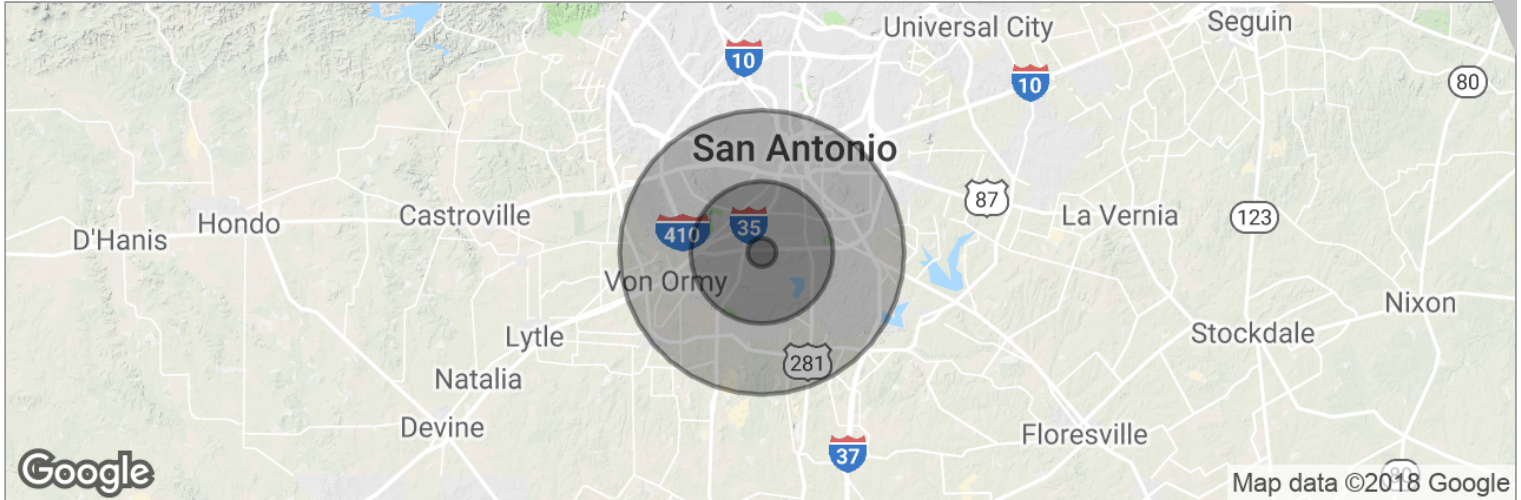 Universal City
Seguin
10
10
80
San Antonio
87
La Vernia
123
Hondo
Castroville
D'Hanis
410
35
Von Ormy
Nixon
Lytle
Stockdale
281
Natalia
Devine
Floresville
37
Google
80
Map data ©2018 Google